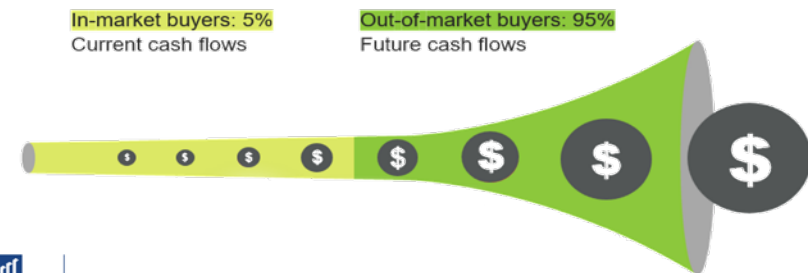 In-market buyers: 5%
Current cash flows
Out-of-market buyers: 95%
Future cash flows
$ $ $ $ $ $ $ $